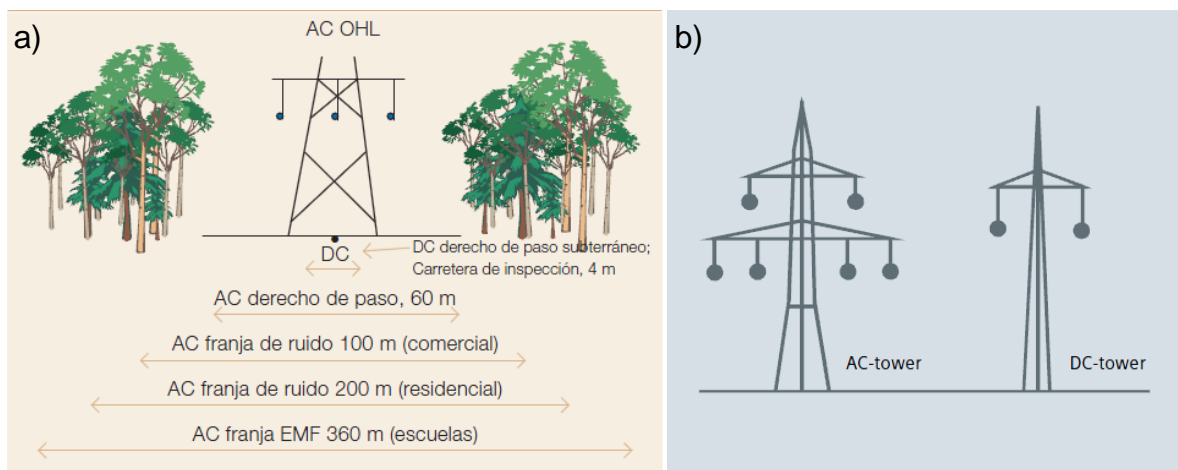 a)
AC OHL
DC
DC derecho de paso subterráneo;
Carretera de inspección, 4 m
AC derecho de paso, 60 m
AC franja de ruido 100 m (comercial)
AC franja de ruido 200 m (residencial)
AC franja EMF 360 m (escuelas)
b)
AC-tower
DC-tower